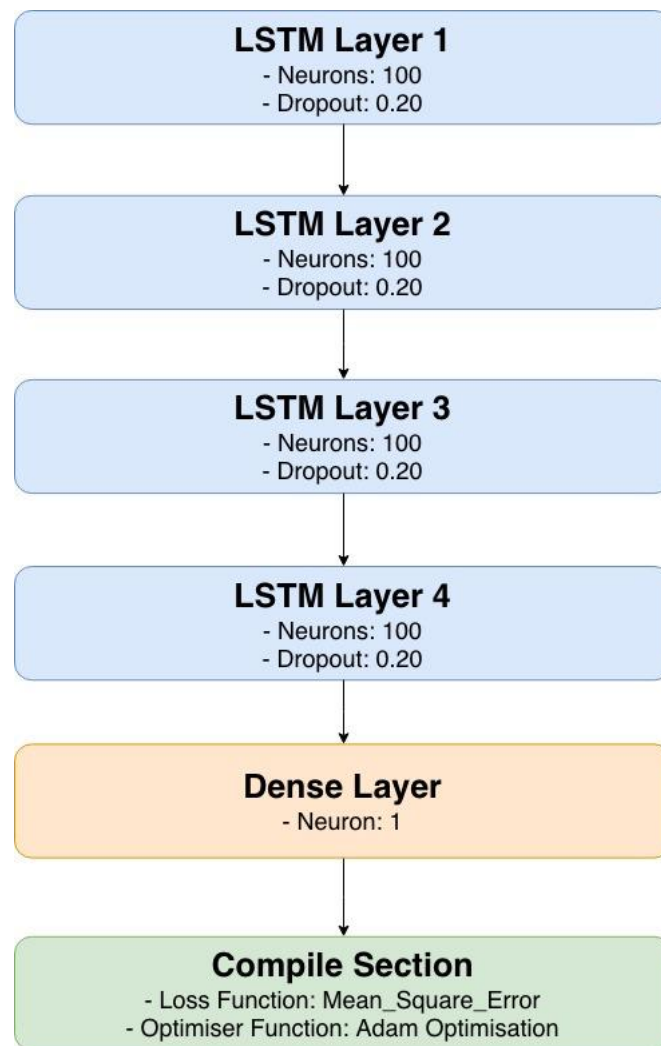 LSTM Layer 1
- Neurons: 100
- Dropout: 0.20
LSTM Layer 2
- Neurons: 100
- Dropout: 0.20
LSTM Layer 3
- Neurons: 100
- Dropout: 0.20
LSTM Layer 4
- Neurons: 100
- Dropout: 0.20
Dense Layer
- Neuron: 1
Compile Section
- Loss Function: Mean_Square_Error
- Optimiser Function: Adam Optimisation